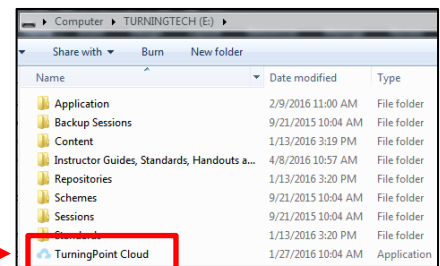 Computer TURNINGTECH (E:)
Share with Burn New folder
Name Date modified Type
Application 2/9/2016 11:00 AM File folder
Backup Sessions 9/21/2015 10:04 AM File folder
Content 1/13/2016 3:19 PM File folder
Instructor Guides, Standards, Handouts a... 4/8/2016 10:57 AM File folder
Repositories 1/13/2016 3:20 PM File folder
Schemes 9/21/2015 10:04 AM File folder
Sessions 9/21/2015 10:04 AM File folder
Standards 1/13/2016 3:20 PM File folder
TurningPoint Cloud 1/27/2016 10:04 AM Application